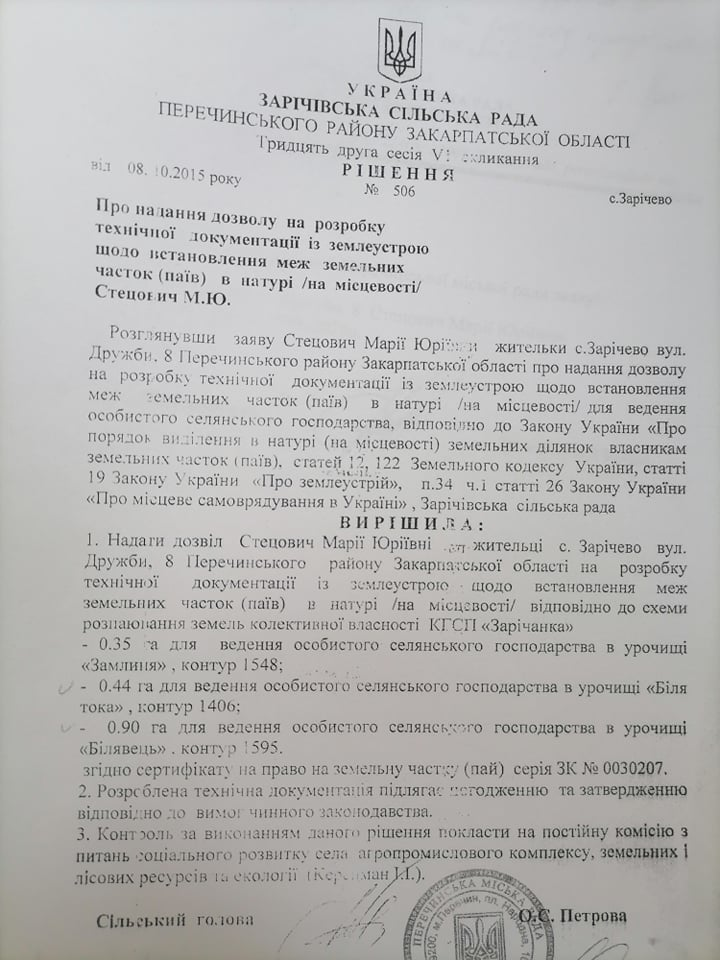 УКРАЇНА
ЗАРІЧІВСЬКА СІЛЬСЬКА РАДА
ПЕРЕЧИНСЬКОГО РАЙОНУ ЗАКАРПАТСЬКОЇ ОБЛАСТІ
Тридцять друга сесія VI скликання
РІШЕННЯ
від 08.10.2015 року
№ 506
с.Зарічево
Про надання дозволу на розробку
технічної документації із землеустрою
щодо встановлення меж земельних
часток (паїв) в натурі /на місцевості/
Стецович М.Ю.
Розглянувши заяву Стецович Марії Юріївни жительки с.Зарічево вул.
Дружби, 8 Перечинського району Закарпатської області про надання дозволу
на розробку технічної документації із землеустрою щодо встановлення
меж земельних часток (паїв) в натурі /на місцевості/ для ведення
особистого селянського господарства, відповідно до Закону України «Про
порядок виділення в натурі (на місцевості) земельних ділянок власникам
земельних часток (паїв), статей 12, 122 Земельного кодексу України, статті
19 Закону України «Про землеустрій», п.34 ч.1 статті 26 Закону України
«Про місцеве самоврядування в Україні» , Зарічівська сільська рада
ВИРІШИЛА:
1. Надати дозвіл Стецович Марії Юріївні жительці с. Зарічево вул.
Дружби, 8 Перечинського району Закарпатської області на розробку
технічної документації із землеустрою щодо встановлення меж
земельних часток (паїв) в натурі /на місцевості/ відповідно до схеми
розпаювання земель колективної власності КГСП «Зарічанка»
- 0.35 га для ведення особистого селянського господарства в урочищі
«Замлиця» , контур 1548;
- 0.44 га для ведення особистого селянського господарства в урочищі «Біля
тока» , контур 1406;
- 0.90 га для ведення особистого селянського господарства в урочищі
«Білявець» . контур 1595.
згідно сертифікату на право на земельну частку (пай) серія ЗК № 0030207.
2. Розроблена технічна документація підлягає погодженню та затвердженню
відповідно до вимог чинного законодавства.
3. Контроль за виконанням даного рішення покласти на постійну комісію з
питань соціального розвитку села агропромислового комплексу, земельних і
лісових ресурсів та екології
Сільський голова
О.С. Петрова
ПЕРЕЧИНСЬКА МІСЬКА РАДА
м.Перечин, пл. Народна,